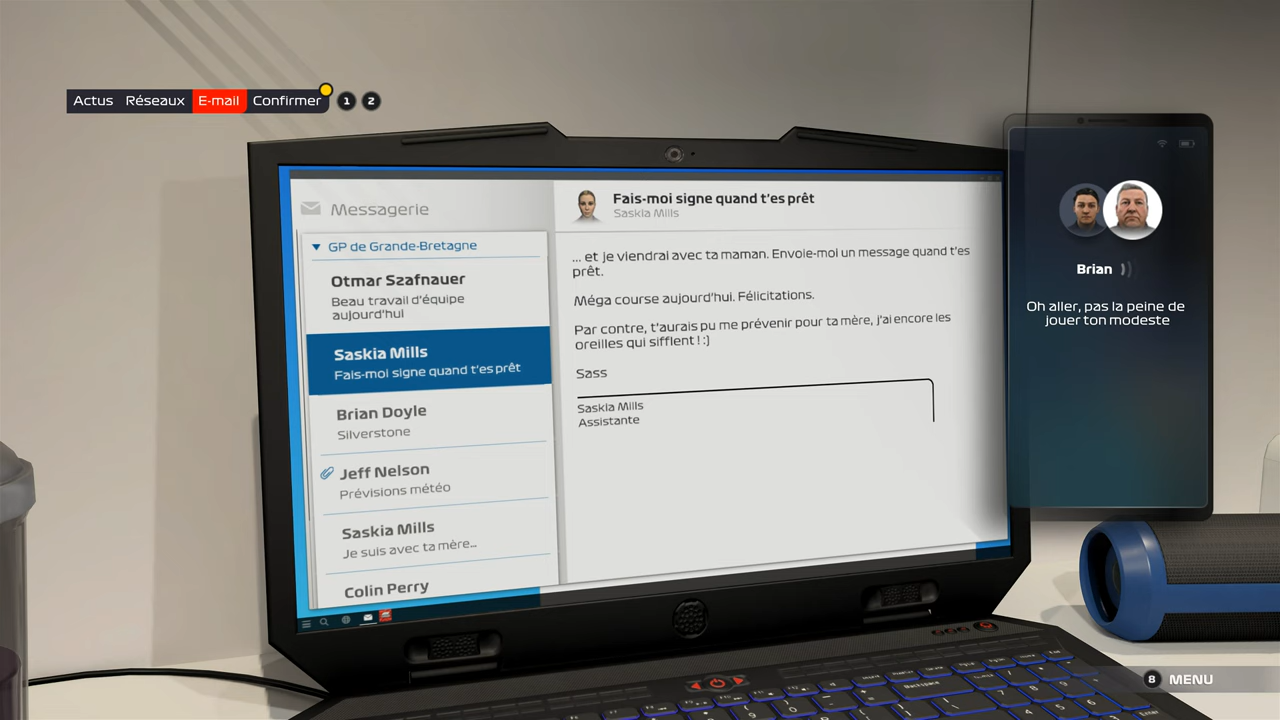 Actus Réseaux E-mail Confirmer 1 2
Messagerie
GP de Grande-Bretagne
Otmar Szafnauer
Beau travail d'équipe
aujourd'hui
Saskia Mills
Fais-moi signe quand t'es prêt
Brian Doyle
Silverstone
Jeff Nelson
Prévisions météo
Saskia Mills
Je suis avec ta mère...
Colin Perry
Fais-moi signe quand t'es prêt
Saskia Mills
... et je viendrai avec ta maman. Envoie-moi un message quand t'es
prêt.
Méga course aujourd'hui. Félicitations.
Par contre, t'aurais pu me prévenir pour ta mère, j'ai encore les
oreilles qui sifflent ! :)
Sass
Saskia Mills
Assistante
Brian
Oh aller, pas la peine de
jouer ton modeste
8 MENU